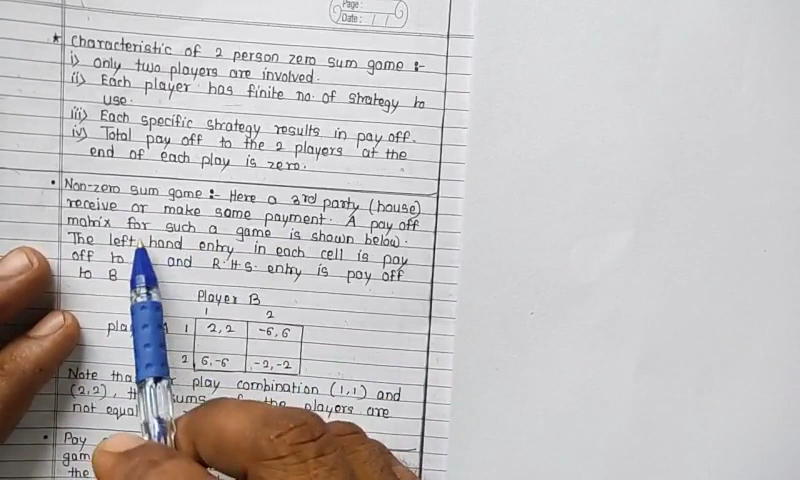 Page:
Date: / /
* Characteristic of 2 person zero sum game :-
i) only two players are involved.
ii) Each player has finite no. of strategy to
use.
iii) Each specific strategy results in pay off.
iv) Total pay off to the 2 players at the
end of each play is zero.
• Non-zero sum game :- Here a 3rd party (house)
receive or make some payment. A pay off
matrix for such a game is shown below.
The left hand entry in each cell is pay
off to and R.H.S. entry is pay off
to B
Player B
1 2
1 2,2 -6,6
2 6,-6 -2,-2
Note play combination (1,1) and
(2,2), the players are
not equal
• Pay
gam
the